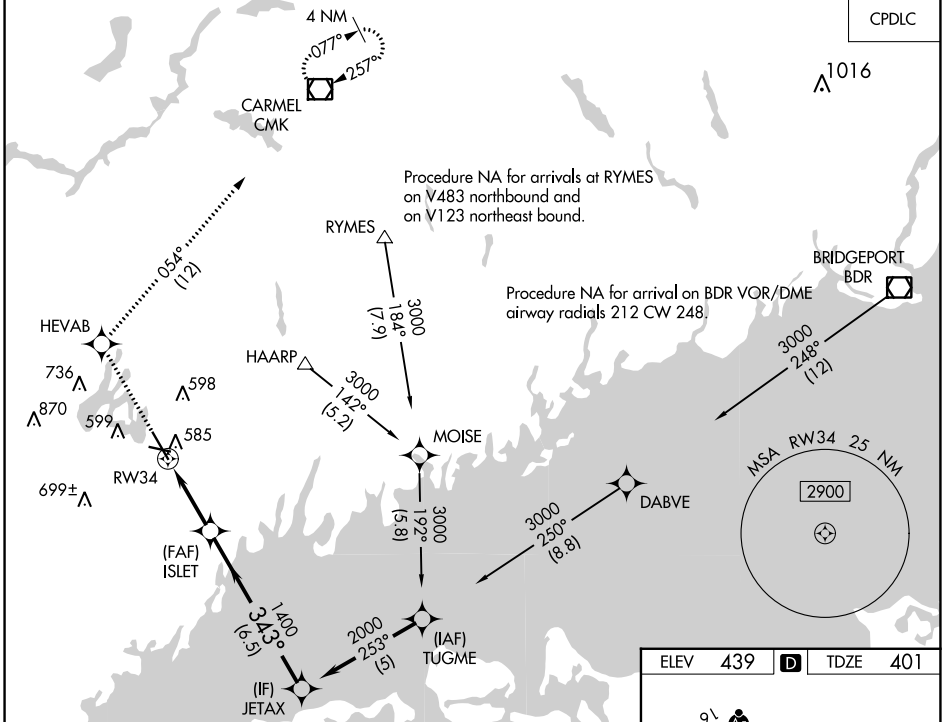 CPDLC
4 NM
077°
257°
CARMEL
CMK
1016
Procedure NA for arrivals at RYMES
on V483 northbound and
on V123 northeast bound.
RYMES
054°
(12)
BRIDGEPORT
BDR
Procedure NA for arrival on BDR VOR/DME
airway radials 212 CW 248.
3000
184°
(7.9)
HEVAB
3000
248°
(12)
HAARP
3000
142°
(5.2)
736
598
870
599
585
MOISE
MSA RW34 25 NM
2900
RW34
699±
DABVE
3000
192°
(5.8)
3000
250°
(8.8)
(FAF)
ISLET
1400
343°
(6.5)
2000
253°
(5)
(IAF)
TUGME
(IF)
JETAX
ELEV 439 D TDZE 401
16